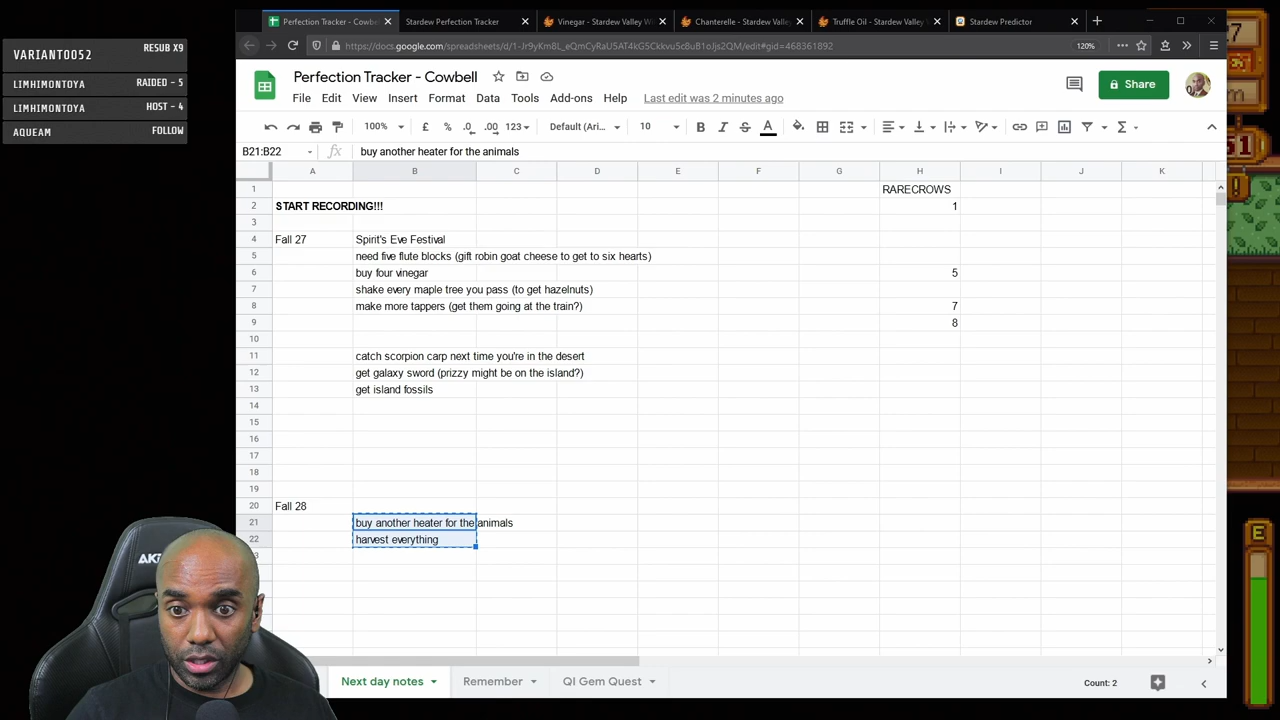 VARIANT0052 RESUB X9
LIMHIMONTOYA RAIDED - 5
LIMHIMONTOYA HOST - 4
AQUEAM FOLLOW
Perfection Tracker - Cowb
Stardew Perfection Tracker
Vinegar - Stardew Valley W
Chanterelle - Stardew Valley
Truffle Oil - Stardew Valley
Stardew Predictor
120%
Perfection Tracker - Cowbell
Share
File Edit View Insert Format Data Tools Add-ons Help Last edit was 2 minutes ago
100% £ % .0 .00 123 Default (Ari... 10 B I S A
B21:B22 fx buy another heater for the animals
A B C D E F G H I J K
1 RARECROWS
2 START RECORDING!!! 1
3
4 Fall 27 Spirit's Eve Festival
5 need five flute blocks (gift robin goat cheese to get to six hearts)
6 buy four vinegar 5
7 shake every maple tree you pass (to get hazelnuts)
8 make more tappers (get them going at the train?) 7
9 8
10
11 catch scorpion carp next time you're in the desert
12 get galaxy sword (prizzy might be on the island?)
13 get island fossils
14
15
16
17
18
19
20 Fall 28
21 buy another heater for the animals
22 harvest everything
Next day notes Remember QI Gem Quest Count: 2
E